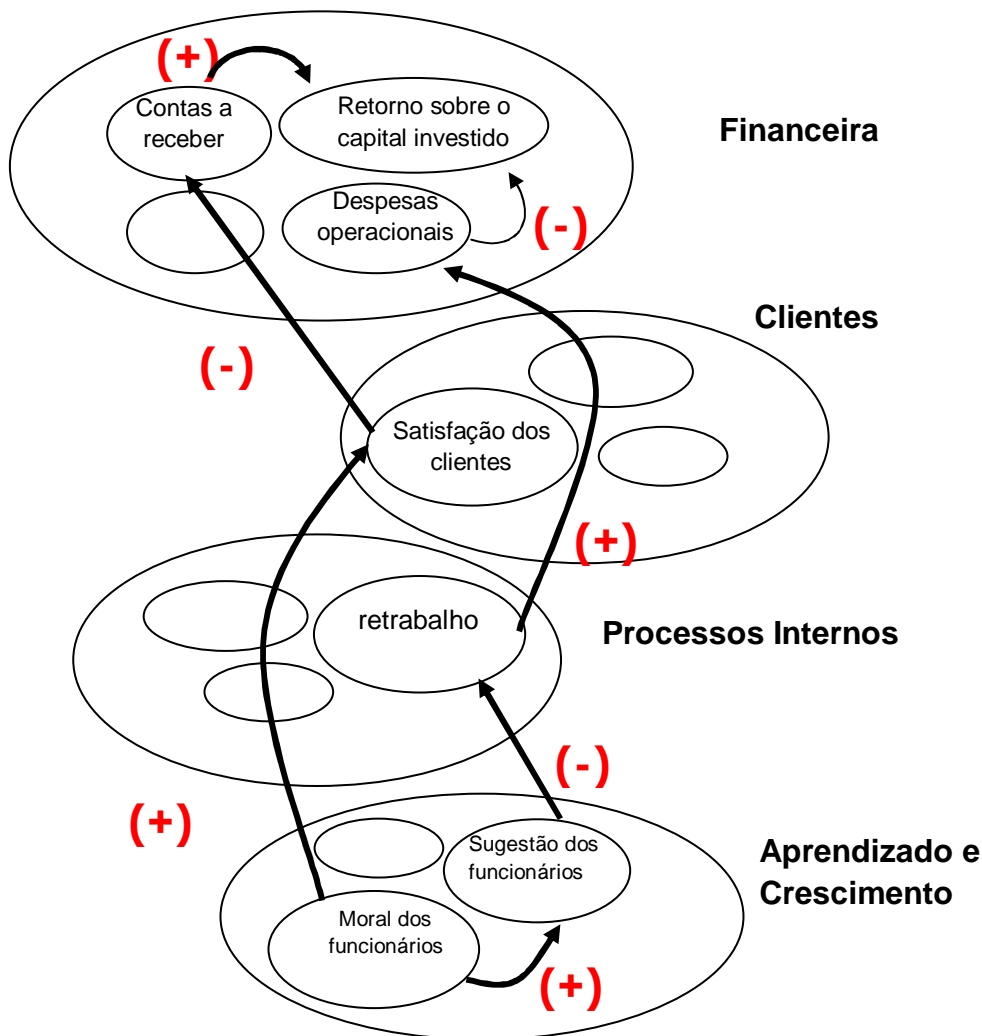 (+)
Contas a
receber
Retorno sobre o
capital investido
Financeira
Despesas
operacionais
(-)
Clientes
(-)
Satisfação dos
clientes
(+)
retrabalho
Processos Internos
(-)
(+)
Sugestão dos
funcionários
Aprendizado e
Crescimento
Moral dos
funcionários
(+)